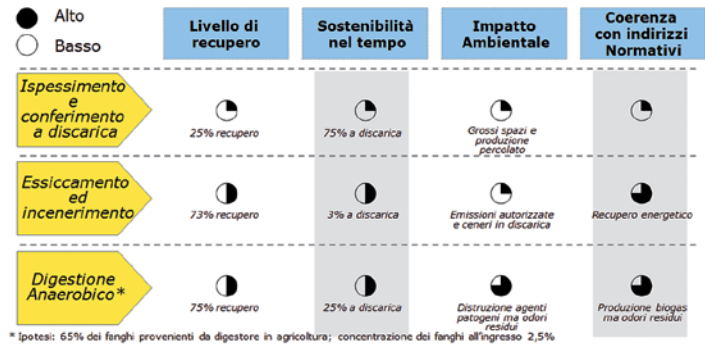 Alto
Basso
Livello di
recupero
Sostenibilità
nel tempo
Impatto
Ambientale
Coerenza
con indirizzi
Normativi
Ispessimento
e
conferimento
a discarica
25% recupero
75% a discarica
Grossi spazi e
produzione
percolato
Essiccamento
ed
incenerimento
73% recupero
3% a discarica
Emissioni autorizzate
e ceneri in discarica
Recupero energetico
Digestione
Anaerobico*
75% recupero
25% a discarica
Distruzione agenti
patogeni ma odori
residui
Produzione biogas
ma odori residui
* Ipotesi: 65% dei fanghi provenienti da digestore in agricoltura; concentrazione dei fanghi all'ingresso 2,5%